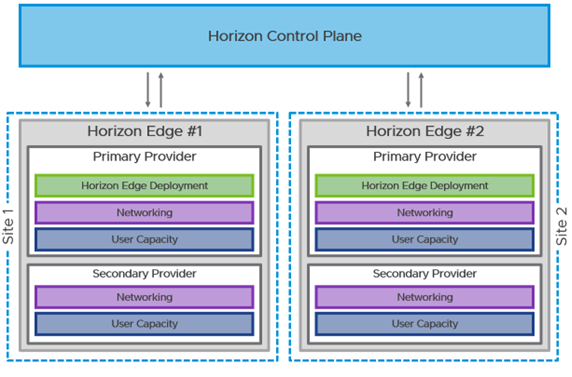 Horizon Control Plane
Site 1
Horizon Edge #1
Primary Provider
Horizon Edge Deployment
Networking
User Capacity
Secondary Provider
Networking
User Capacity
Horizon Edge #2
Primary Provider
Horizon Edge Deployment
Networking
User Capacity
Secondary Provider
Networking
User Capacity
Site 2